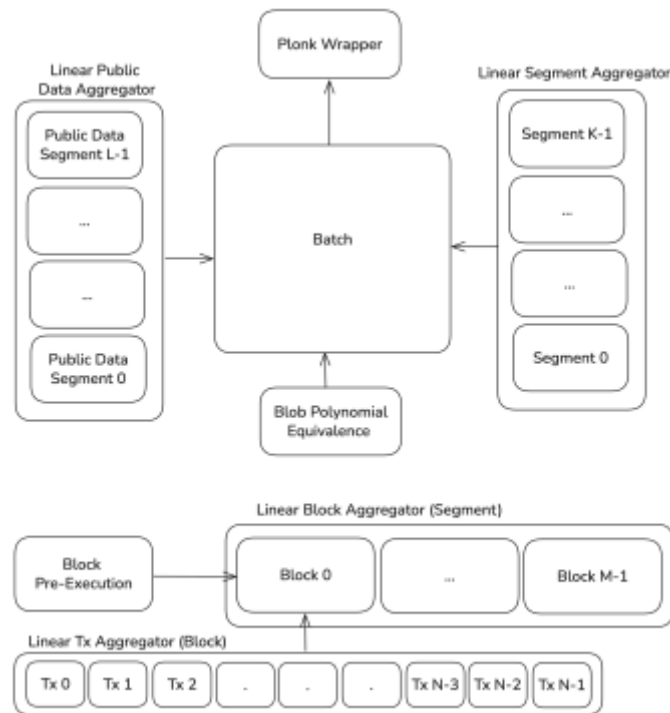 Plonk Wrapper
Linear Public
Data Aggregator
Public Data
Segment L-1
...
...
Public Data
Segment 0
Batch
Linear Segment Aggregator
Segment K-1
...
...
Segment 0
Blob Polynomial
Equivalence
Linear Block Aggregator (Segment)
Block
Pre-Execution
Block 0
...
Block M-1
Linear Tx Aggregator (Block)
Tx 0
Tx 1
Tx 2
.
.
.
Tx N-3
Tx N-2
Tx N-1